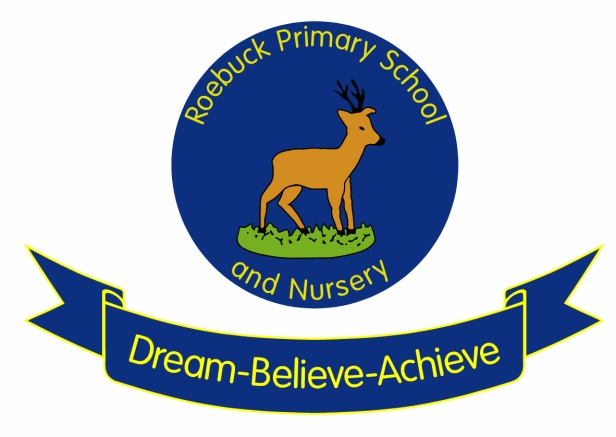 Roebuck Primary School
and Nursery
Dream-Believe-Achieve